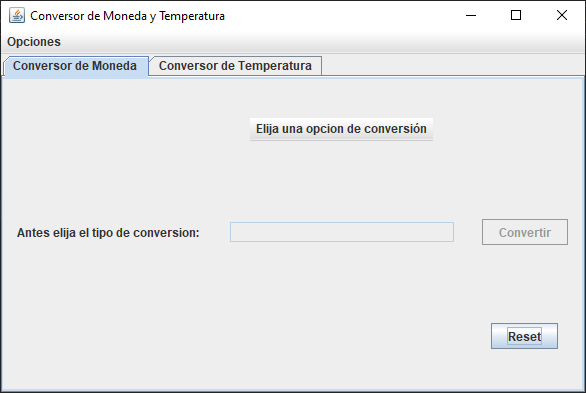 Conversor de Moneda y Temperatura
Opciones
Conversor de Moneda
Conversor de Temperatura
Elija una opcion de conversión
Antes elija el tipo de conversion:
Convertir
Reset